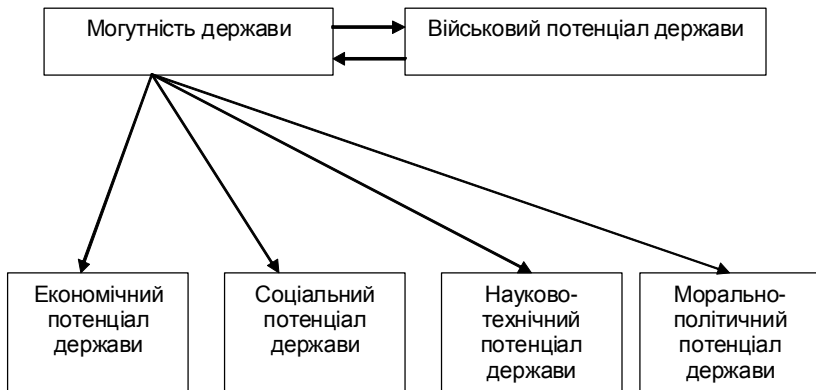 Могутність держави
Військовий потенціал держави
Економічний
потенціал
держави
Соціальний
потенціал
держави
Науково-
технічний
потенціал
держави
Морально-
політичний
потенціал
держави